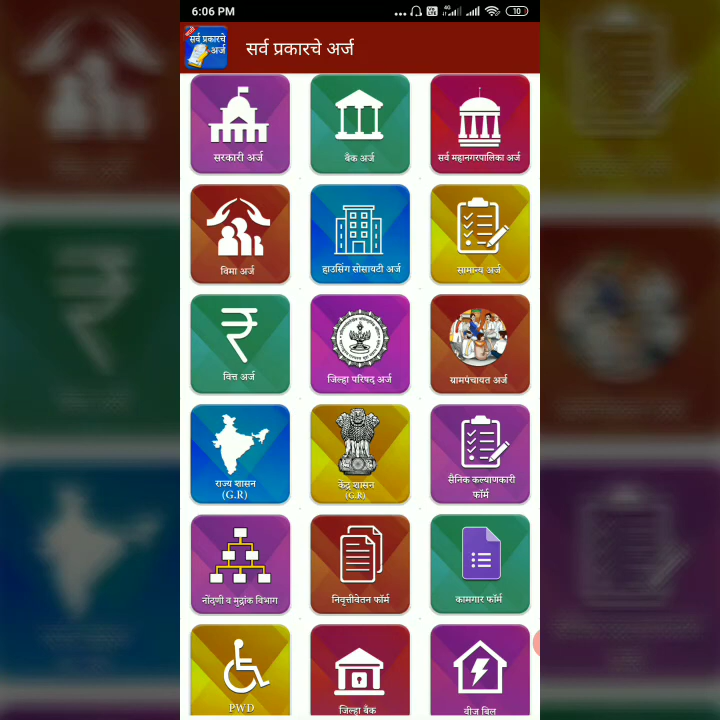 6:06 PM
4G
10
सर्व प्रकारचे
अर्ज
सर्व प्रकारचे अर्ज
सरकारी अर्ज
बँक अर्ज
सर्व महानगरपालिका अर्ज
विमा अर्ज
हाउसिंग सोसायटी अर्ज
सामान्य अर्ज
वित्त अर्ज
जिल्हा परिषद् अर्ज
ग्रामपंचायत अर्ज
राज्य शासन
(G.R)
केंद्र शासन
(G.R)
सैनिक कल्याणकारी
फॉर्म
नोंदणी व मुद्रांक विभाग
निवृत्तीवेतन फॉर्म
कामगार फॉर्म
PWD
जिल्हा बँक
वीज बिल